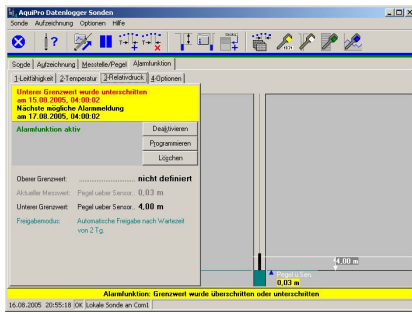 AquiPro Datenlogger Sonden
Sonde Aufzeichnung Optionen Hilfe
Sonde Aufzeichnung Messstelle/Pegel Alarmfunktion
1-Leitfähigkeit 2-Temperatur 3-Relativdruck 4-Optionen
Unterer Grenzwert wurde unterschritten
am 15.08.2005, 04:00:02
Nächste mögliche Alarmmeldung
am 17.08.2005, 04:00:02
Alarmfunktion aktiv
Deaktivieren
Programmieren
Löschen
Oberer Grenzwert: ........................ nicht definiert
Aktueller Messwert: Pegel ueber Sensor.. 0,03 m
Unterer Grenzwert: Pegel ueber Sensor.. 4,00 m
Freigabemodus: Automatische Freigabe nach Wartezeit
von 2 Tg.
4,00 m
Pegel ü.Sen.
0,03 m
Alarmfunktion: Grenzwert wurde überschritten oder unterschritten
16.08.2005 20:55:18 OK Lokale Sonde an Com1